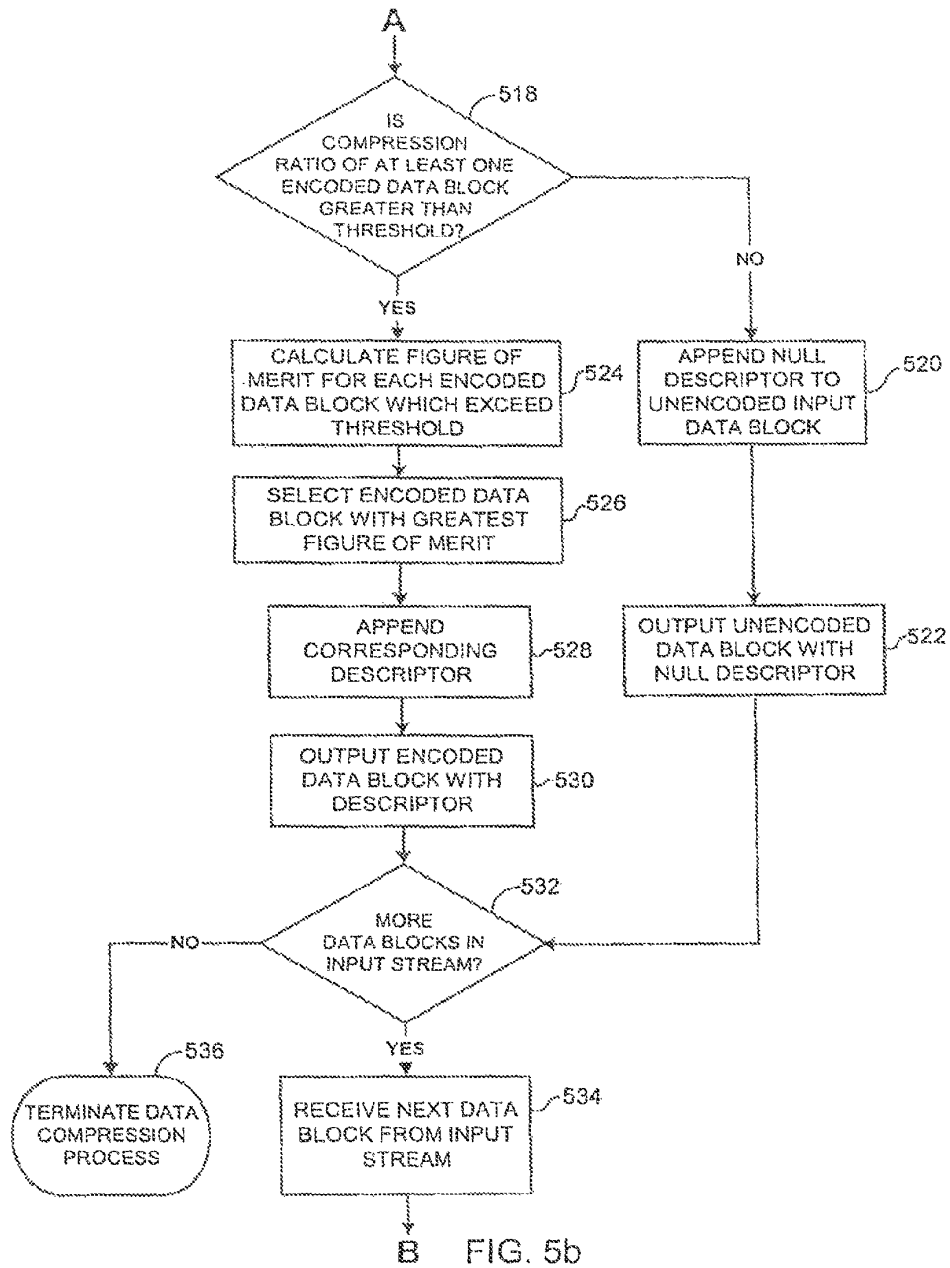 A
518
IS
COMPRESSION
RATIO OF AT LEAST ONE
ENCODED DATA BLOCK
GREATER THAN
THRESHOLD?
NO
YES
CALCULATE FIGURE OF
MERIT FOR EACH ENCODED
DATA BLOCK WHICH EXCEED
THRESHOLD
524
APPEND NULL
DESCRIPTOR TO
UNENCODED INPUT
DATA BLOCK
520
SELECT ENCODED DATA
BLOCK WITH GREATEST
FIGURE OF MERIT
526
APPEND
CORRESPONDING
DESCRIPTOR
528
OUTPUT UNENCODED
DATA BLOCK WITH
NULL DESCRIPTOR
522
OUTPUT ENCODED
DATA BLOCK WITH
DESCRIPTOR
530
532
MORE
DATA BLOCKS IN
INPUT STREAM?
NO
YES
536
TERMINATE DATA
COMPRESSION
PROCESS
RECEIVE NEXT DATA
BLOCK FROM INPUT
STREAM
534
B
FIG. 5b